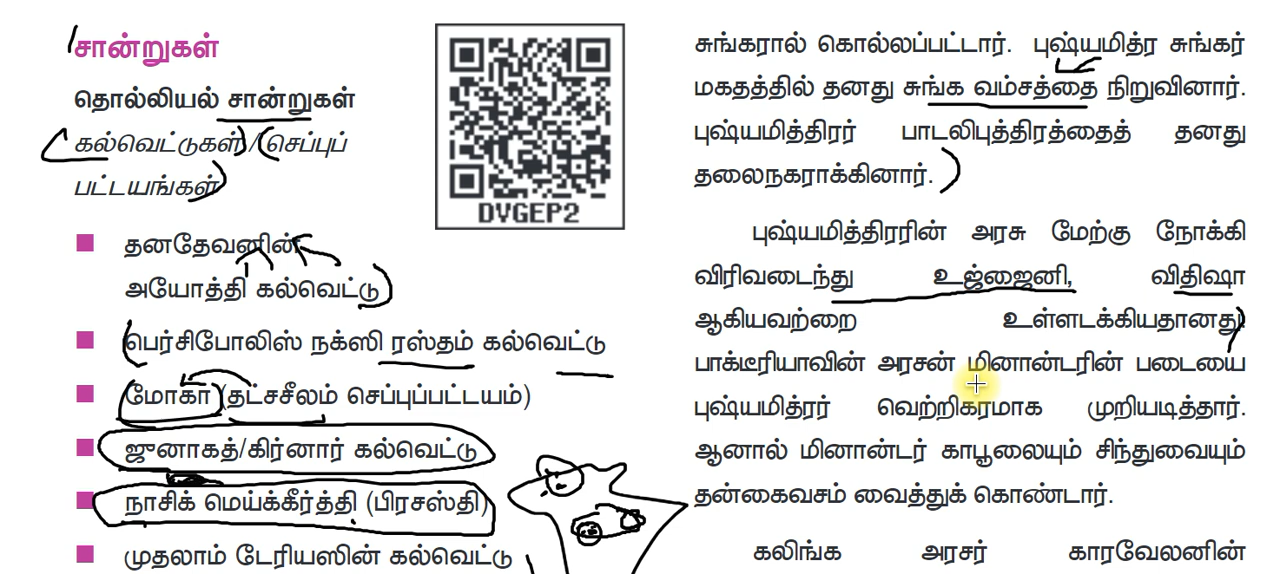 சான்றுகள்
தொல்லியல் சான்றுகள்
கல்வெட்டுகள் / செப்புப்
பட்டயங்கள்
தனதேவனின்
அயோத்தி கல்வெட்டு
பெர்சிபோலிஸ் நக்ஸி ரஸ்தம் கல்வெட்டு
மோகா (தட்சசீலம் செப்புப்பட்டயம்)
ஜுனாகத்/கிர்னார் கல்வெட்டு
நாசிக் மெய்க்கீர்த்தி (பிரசஸ்தி)
முதலாம் டேரியஸின் கல்வெட்டு
DVGEP2
சுங்கரால் கொல்லப்பட்டார். புஷ்யமித்ர சுங்கர்
மகதத்தில் தனது சுங்க வம்சத்தை நிறுவினார்.
புஷ்யமித்திரர் பாடலிபுத்திரத்தைத் தனது
தலைநகராக்கினார்.
புஷ்யமித்திரரின் அரசு மேற்கு நோக்கி
விரிவடைந்து உஜ்ஜைனி, விதிஷா
ஆகியவற்றை உள்ளடக்கியதானது.
பாக்டீரியாவின் அரசன் மினான்டரின் படையை
புஷ்யமித்ரர் வெற்றிகரமாக முறியடித்தார்.
ஆனால் மினான்டர் காபூலையும் சிந்துவையும்
தன்கைவசம் வைத்துக் கொண்டார்.
கலிங்க அரசர் காரவேலனின்